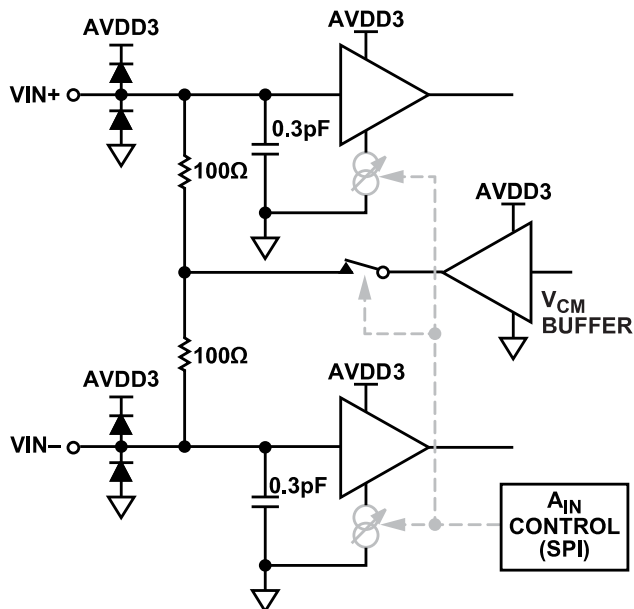 AVDD3
AVDD3
VIN+
0.3pF
100Ω
AVDD3
VCM
BUFFER
100Ω
AVDD3
AVDD3
VIN−
0.3pF
AIN
CONTROL
(SPI)